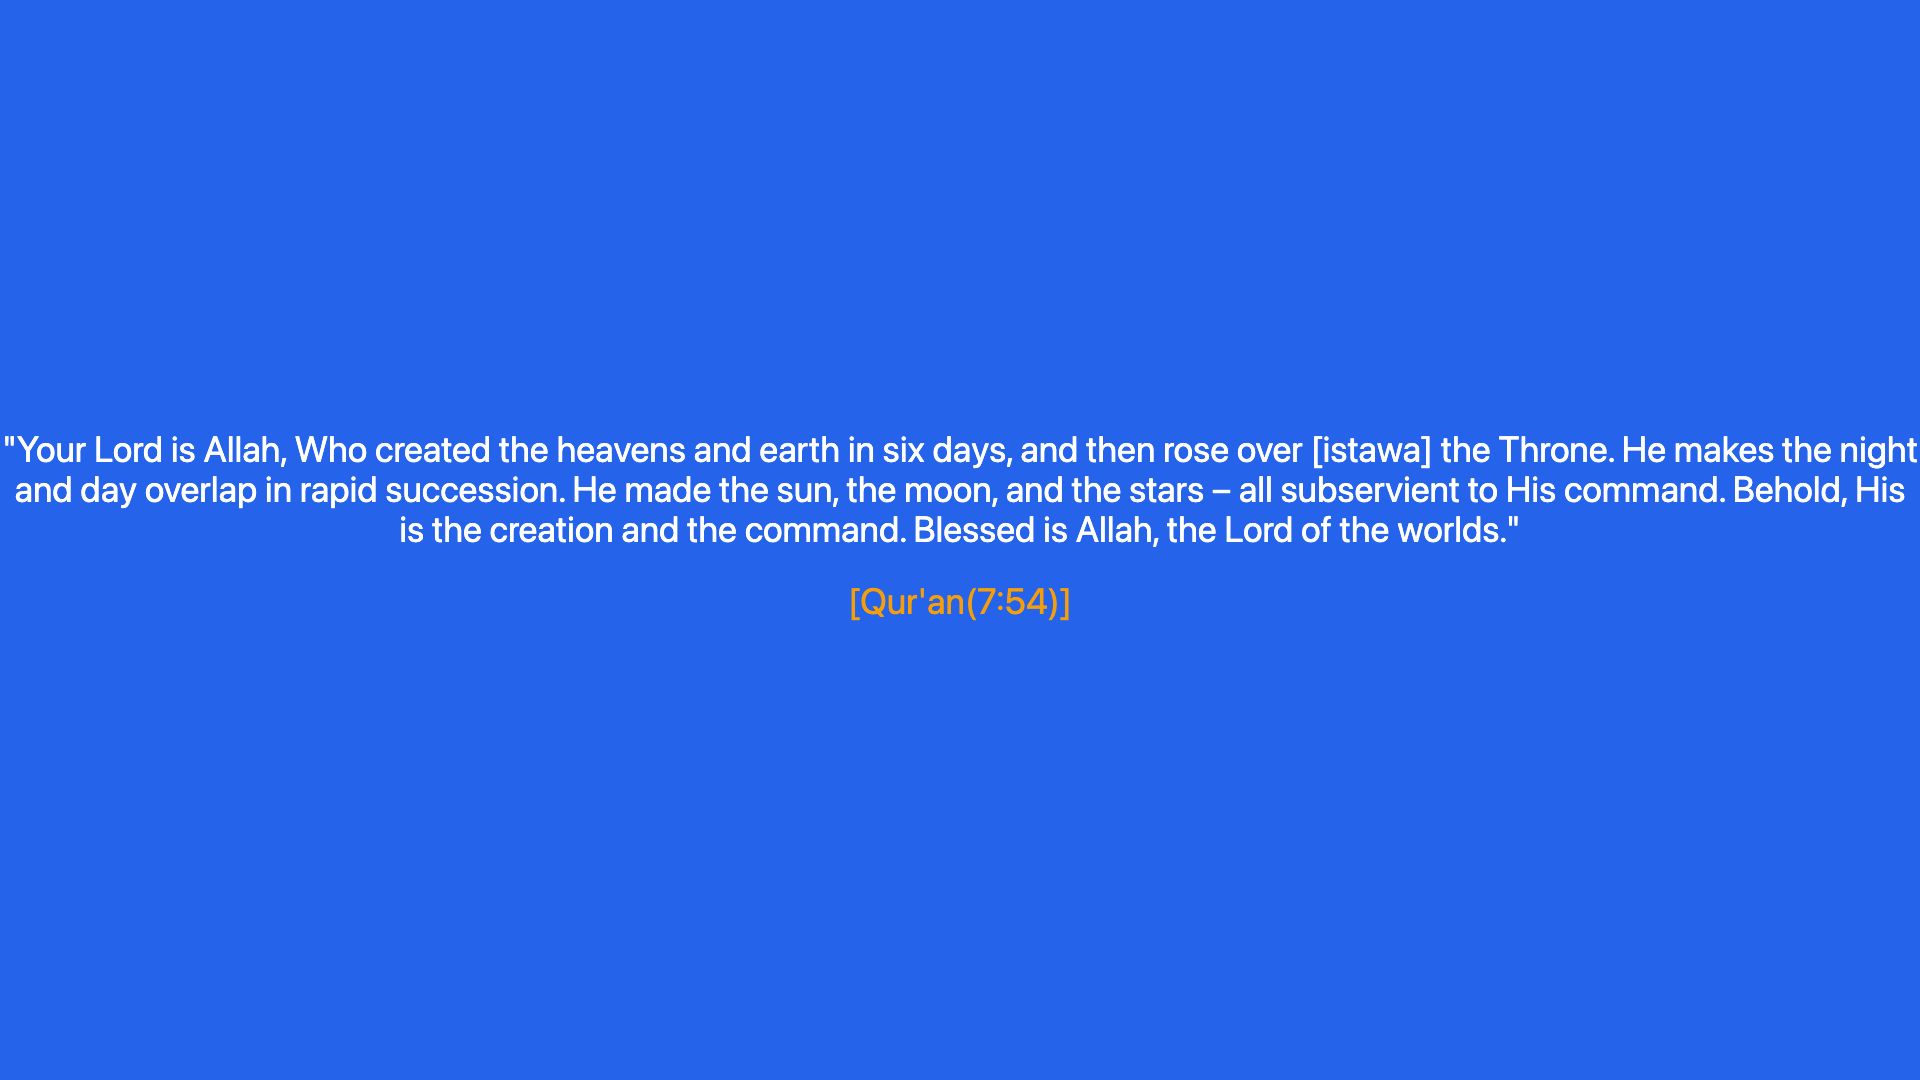 "Your Lord is Allah, Who created the heavens and earth in six days, and then rose over [istawa] the Throne. He makes the night
and day overlap in rapid succession. He made the sun, the moon, and the stars – all subservient to His command. Behold, His
is the creation and the command. Blessed is Allah, the Lord of the worlds."
[Qur'an(7:54)]